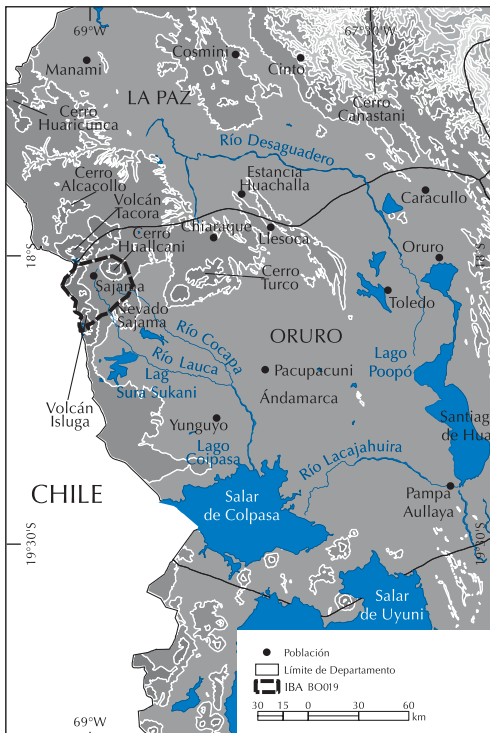 69°W
67°30'W
Cosmini
Manami
Cinto
LA PAZ
Cerro
Huaricunca
Cerro
Canastani
Río Desaguadero
Cerro
Alcacollo
Estancia
Huachalla
Caracullo
Volcán
Tacora
Cerro
Huallcani
Chiaraque
Llesoca
Oruro
18°S
18°S
Sajama
Cerro
Turco
Toledo
Nevado
Sajama
Río Cocapa
ORURO
Río Lauca
Lago
Poopó
Lag
Sura Sukani
Pacupacuni
Ándamarca
Volcán
Isluga
Yunguyo
Santiag
de Hua
Lago
Coipasa
Río Lacajahuira
CHILE
Salar
de Colpasa
Pampa
Aullaya
19°30'S
19°30'S
Salar
de Uyuni
Población
Límite de Departamento
IBA BO019
30 15 0 30 60
km
69°W